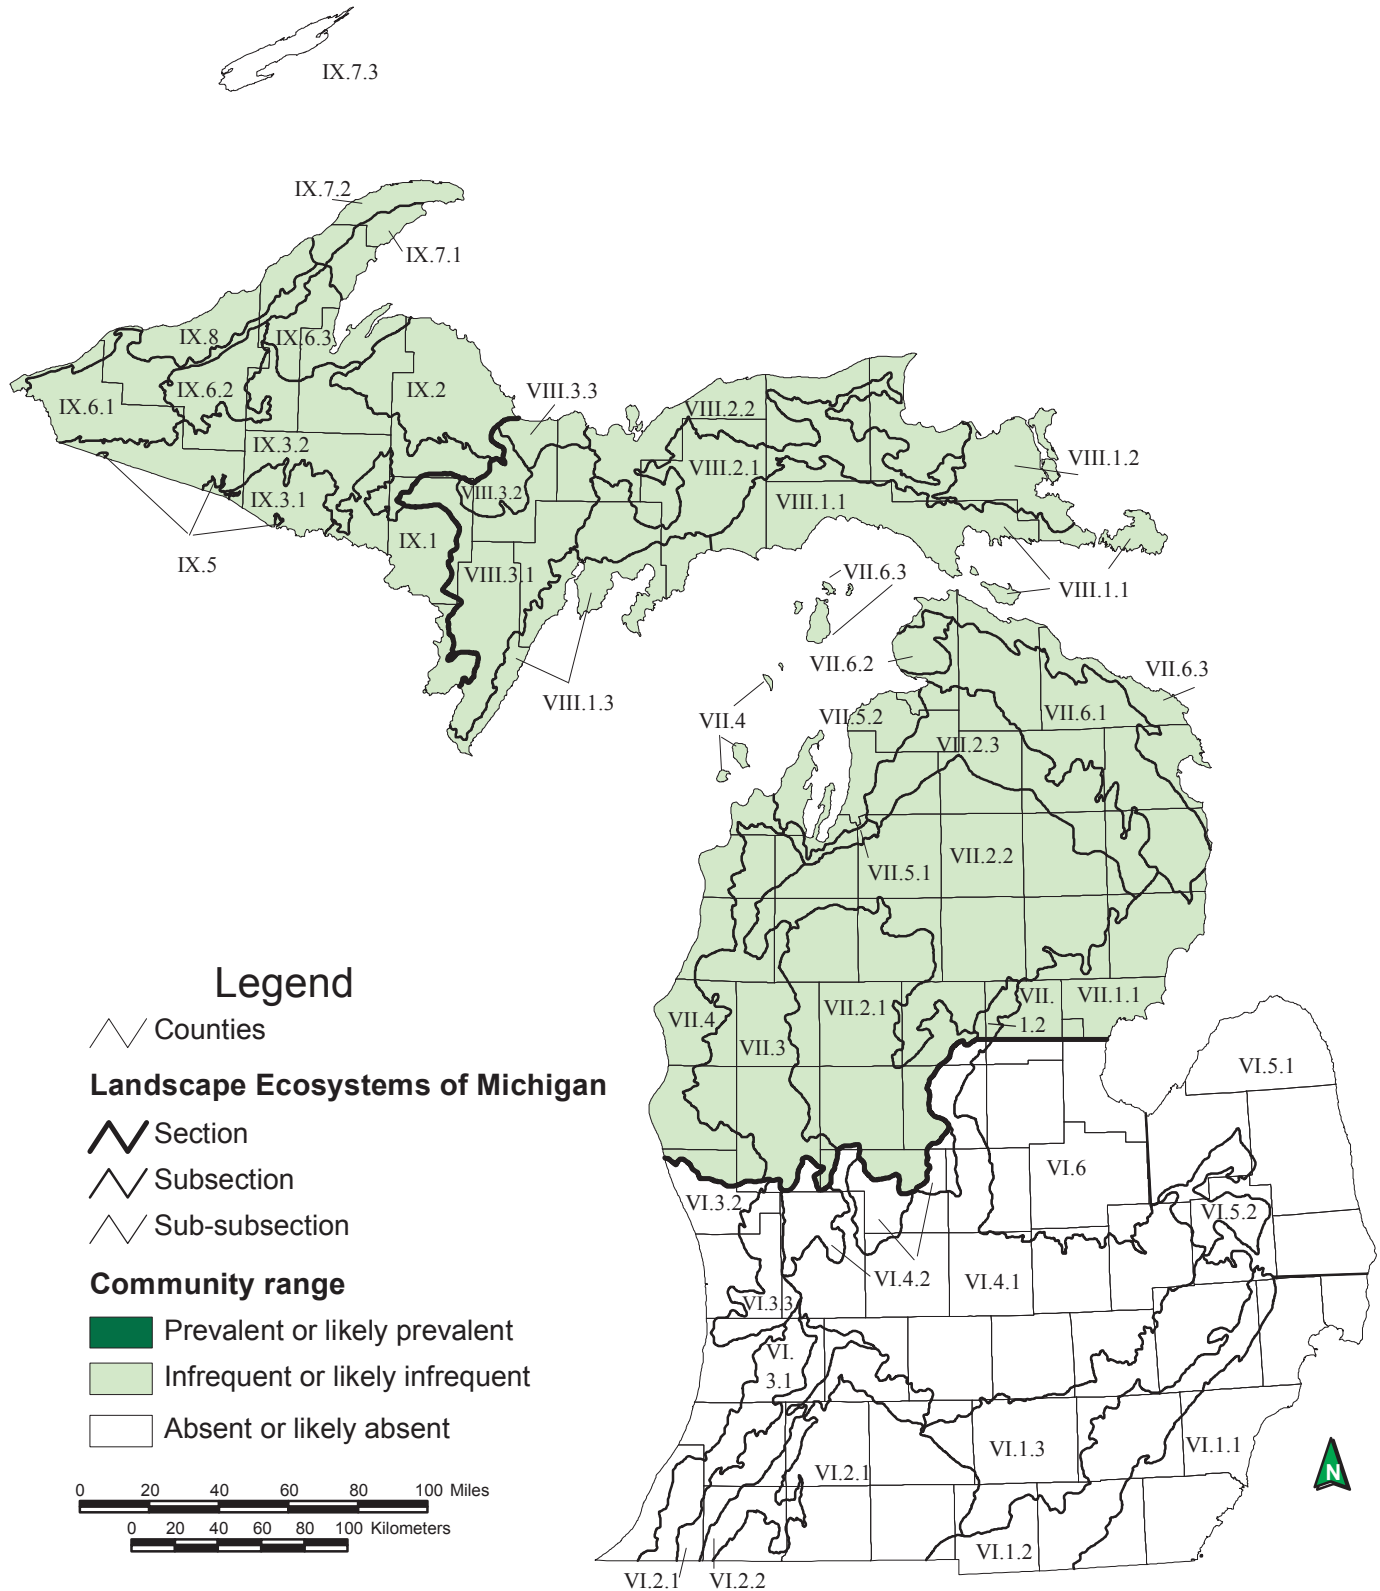 IX.7.3
IX.7.2
IX.7.1
IX.8
IX.6.3
IX.6.2
IX.2
IX.6.1
VIII.3.3
VIII.2.2
IX.3.2
VIII.2.1
VIII.1.2
VIII.3.2
IX.3.1
VIII.1.1
IX.1
IX.5
VIII.3.1
VII.6.3
VIII.1.1
VII.6.2
VII.6.3
VIII.1.3
VII.4
VII.5.2
VII.6.1
VII.2.3
VII.2.2
VII.5.1
VII.
1.2
VII.1.1
VII.2.1
VII.4
VII.3
VI.5.1
VI.6
VI.3.2
VI.5.2
VI.4.2
VI.4.1
VI.3.3
VI.
3.1
VI.1.3
VI.1.1
VI.2.1
VI.1.2
VI.2.1
VI.2.2
Legend
Counties
Landscape Ecosystems of Michigan
Section
Subsection
Sub-subsection
Community range
Prevalent or likely prevalent
Infrequent or likely infrequent
Absent or likely absent
0 20 40 60 80 100 Miles
0 20 40 60 80 100 Kilometers
N